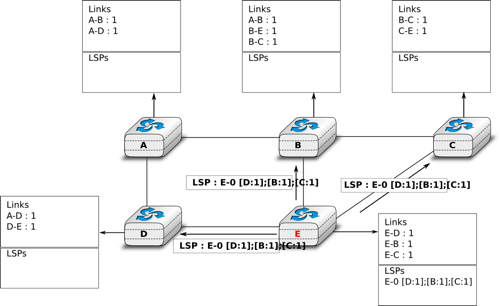 Links
A-B : 1
A-D : 1
LSPs
Links
A-B : 1
B-E : 1
B-C : 1
LSPs
Links
B-C : 1
C-E : 1
LSPs
A
B
C
LSP : E-0 [D:1];[B:1];[C:1]
LSP : E-0 [D:1];[B:1];[C:1]
Links
A-D : 1
D-E : 1
LSPs
D
LSP : E-0 [D:1];[B:1];[C:1]
E
Links
E-D : 1
E-B : 1
E-C : 1
LSPs
E-0 [D:1];[B:1];[C:1]